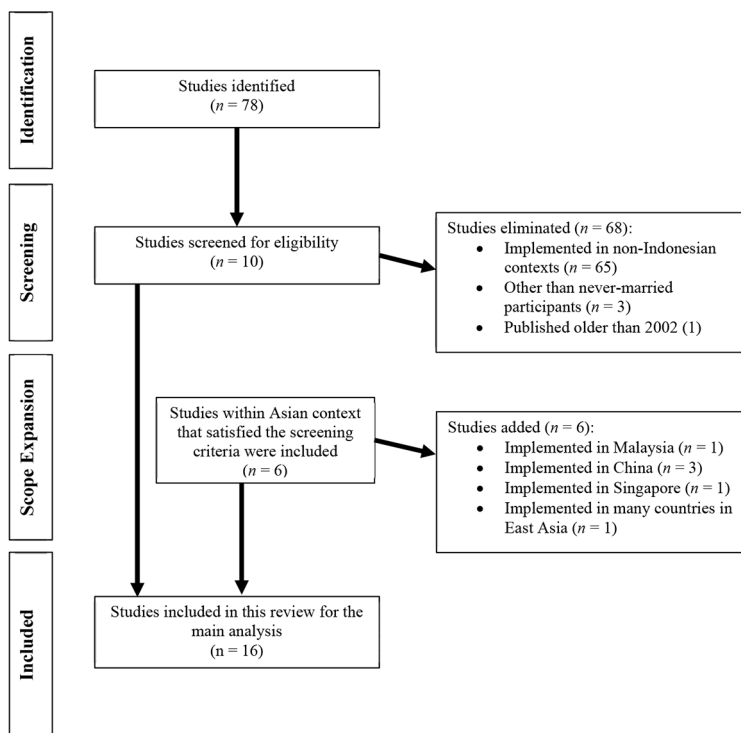 Identification
Studies identified
(n = 78)
Screening
Studies screened for eligibility
(n = 10)
Studies eliminated (n = 68):
• Implemented in non-Indonesian
contexts (n = 65)
• Other than never-married
participants (n = 3)
• Published older than 2002 (1)
Scope Expansion
Studies within Asian context
that satisfied the screening
criteria were included
(n = 6)
Studies added (n = 6):
• Implemented in Malaysia (n = 1)
• Implemented in China (n = 3)
• Implemented in Singapore (n = 1)
• Implemented in many countries in
East Asia (n = 1)
Included
Studies included in this review for the
main analysis
(n = 16)